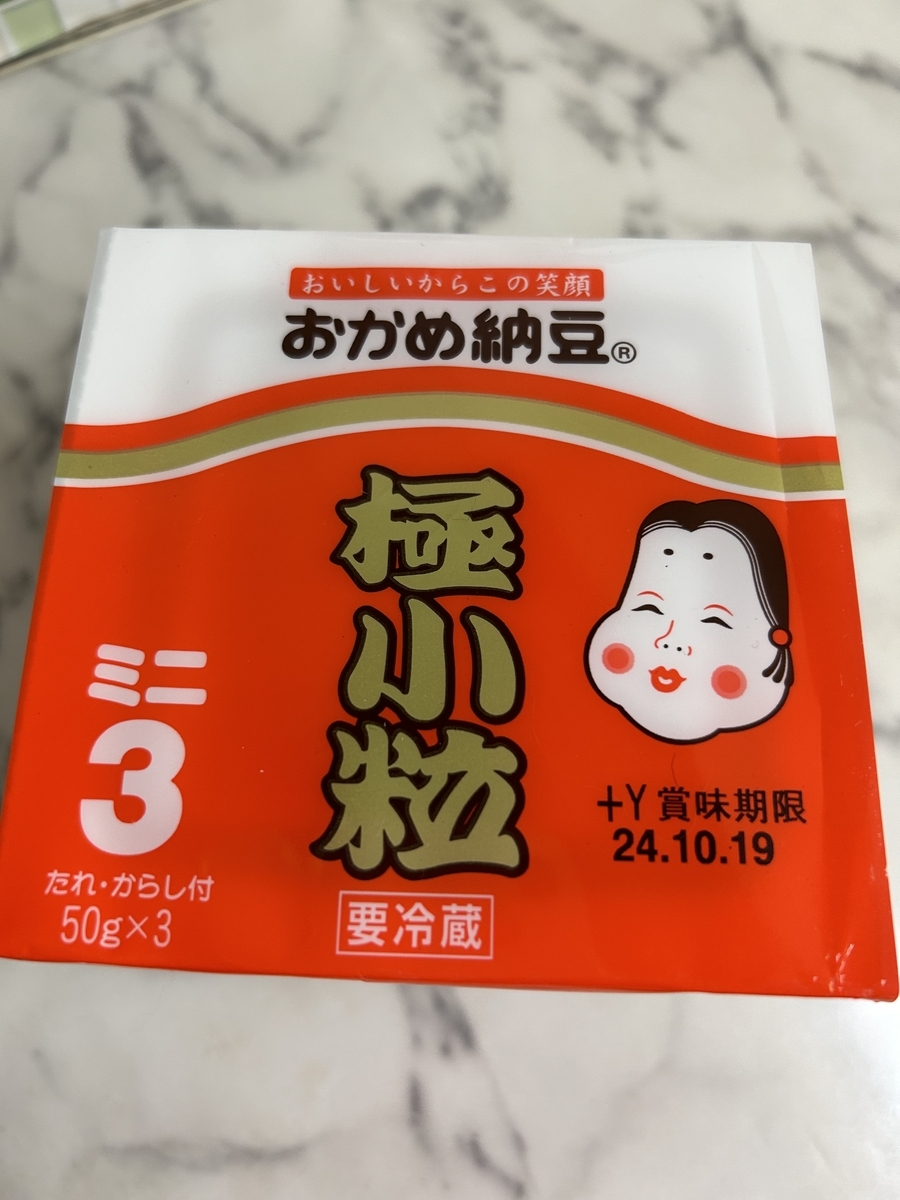 おいしいからこの笑顔
おかめ納豆®
極小粒
ミニ
3
たれ・からし付
50g×3
要冷蔵
+Y 賞味期限
24.10.19